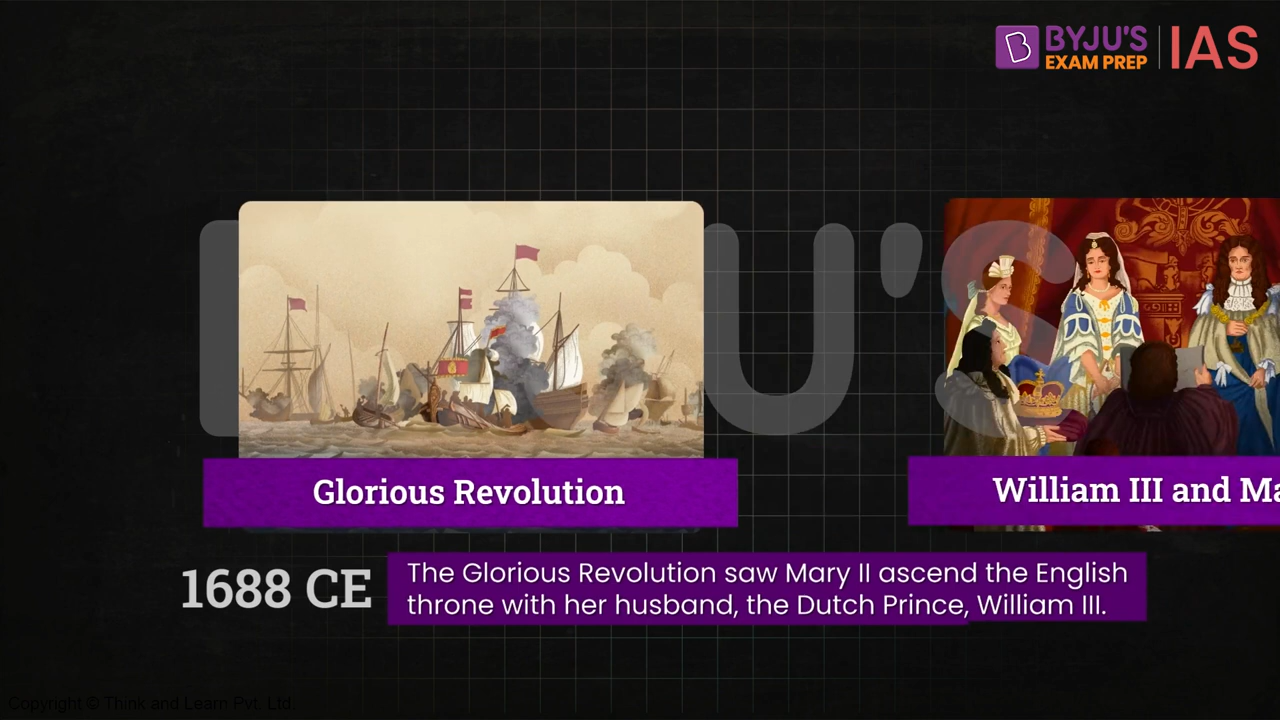 BYJU'S
EXAM PREP
IAS
U'S
Glorious Revolution
William III and Ma
1688 CE
The Glorious Revolution saw Mary II ascend the English
throne with her husband, the Dutch Prince, William III.
Copyright © Think and Learn Pvt. Ltd.